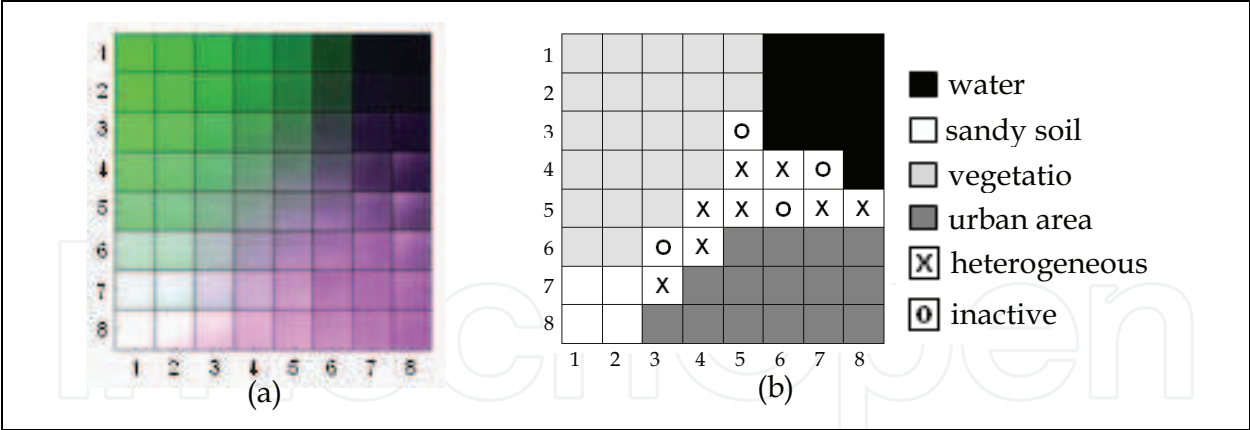 1
2
3
4
5
6
7
8
1 2 3 4 5 6 7 8
(a)
1
2
3 O
4 X X O
5 X X O X X
6 O X
7 X
8
1 2 3 4 5 6 7 8
(b)
water
sandy soil
vegetatio
urban area
X heterogeneous
O inactive